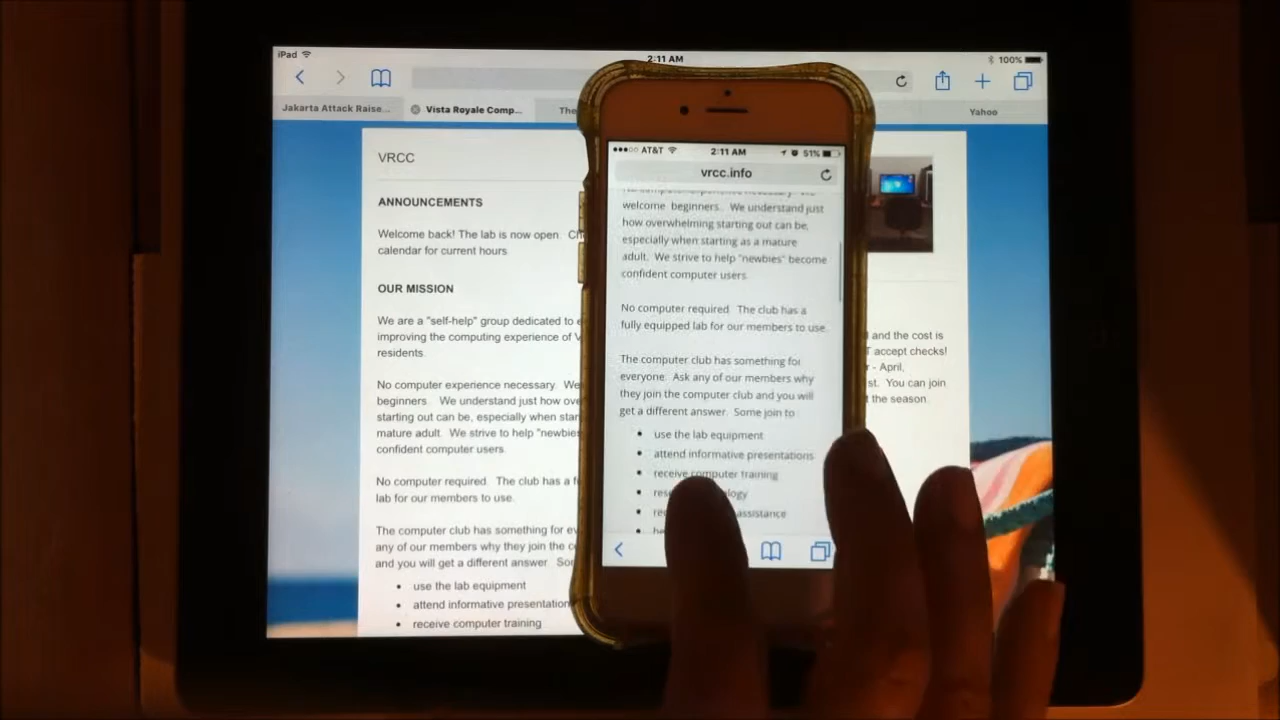 iPad
2:11 AM
100%
Jakarta Attack Raise...
Vista Royale Comp...
The
Yahoo
VRCC
ANNOUNCEMENTS
Welcome back! The lab is now open.
calendar for current hours
OUR MISSION
We are a "self-help" group dedicated to
improving the computing experience of
residents.
No computer experience necessary. We
beginners. We understand just how
starting out can be, especially when
mature adult. We strive to help "newbies
confident computer users.
No computer required. The club has a
lab for our members to use.
The computer club has something for
any of our members why they join the
and you will get a different answer.
• use the lab equipment
• attend informative presentation
• receive computer training
and the cost is
accept checks!
- April,
You can join
the season.
AT&T
2:11 AM
51%
vrcc.info
welcome beginners. We understand just
how overwhelming starting out can be,
especially when starting as a mature
adult. We strive to help "newbies" become
confident computer users.
No computer required. The club has a
fully equipped lab for our members to use.
The computer club has something for
everyone. Ask any of our members why
they join the computer club and you will
get a different answer. Some join to
• use the lab equipment
• attend informative presentations
• receive computer training
• assistance